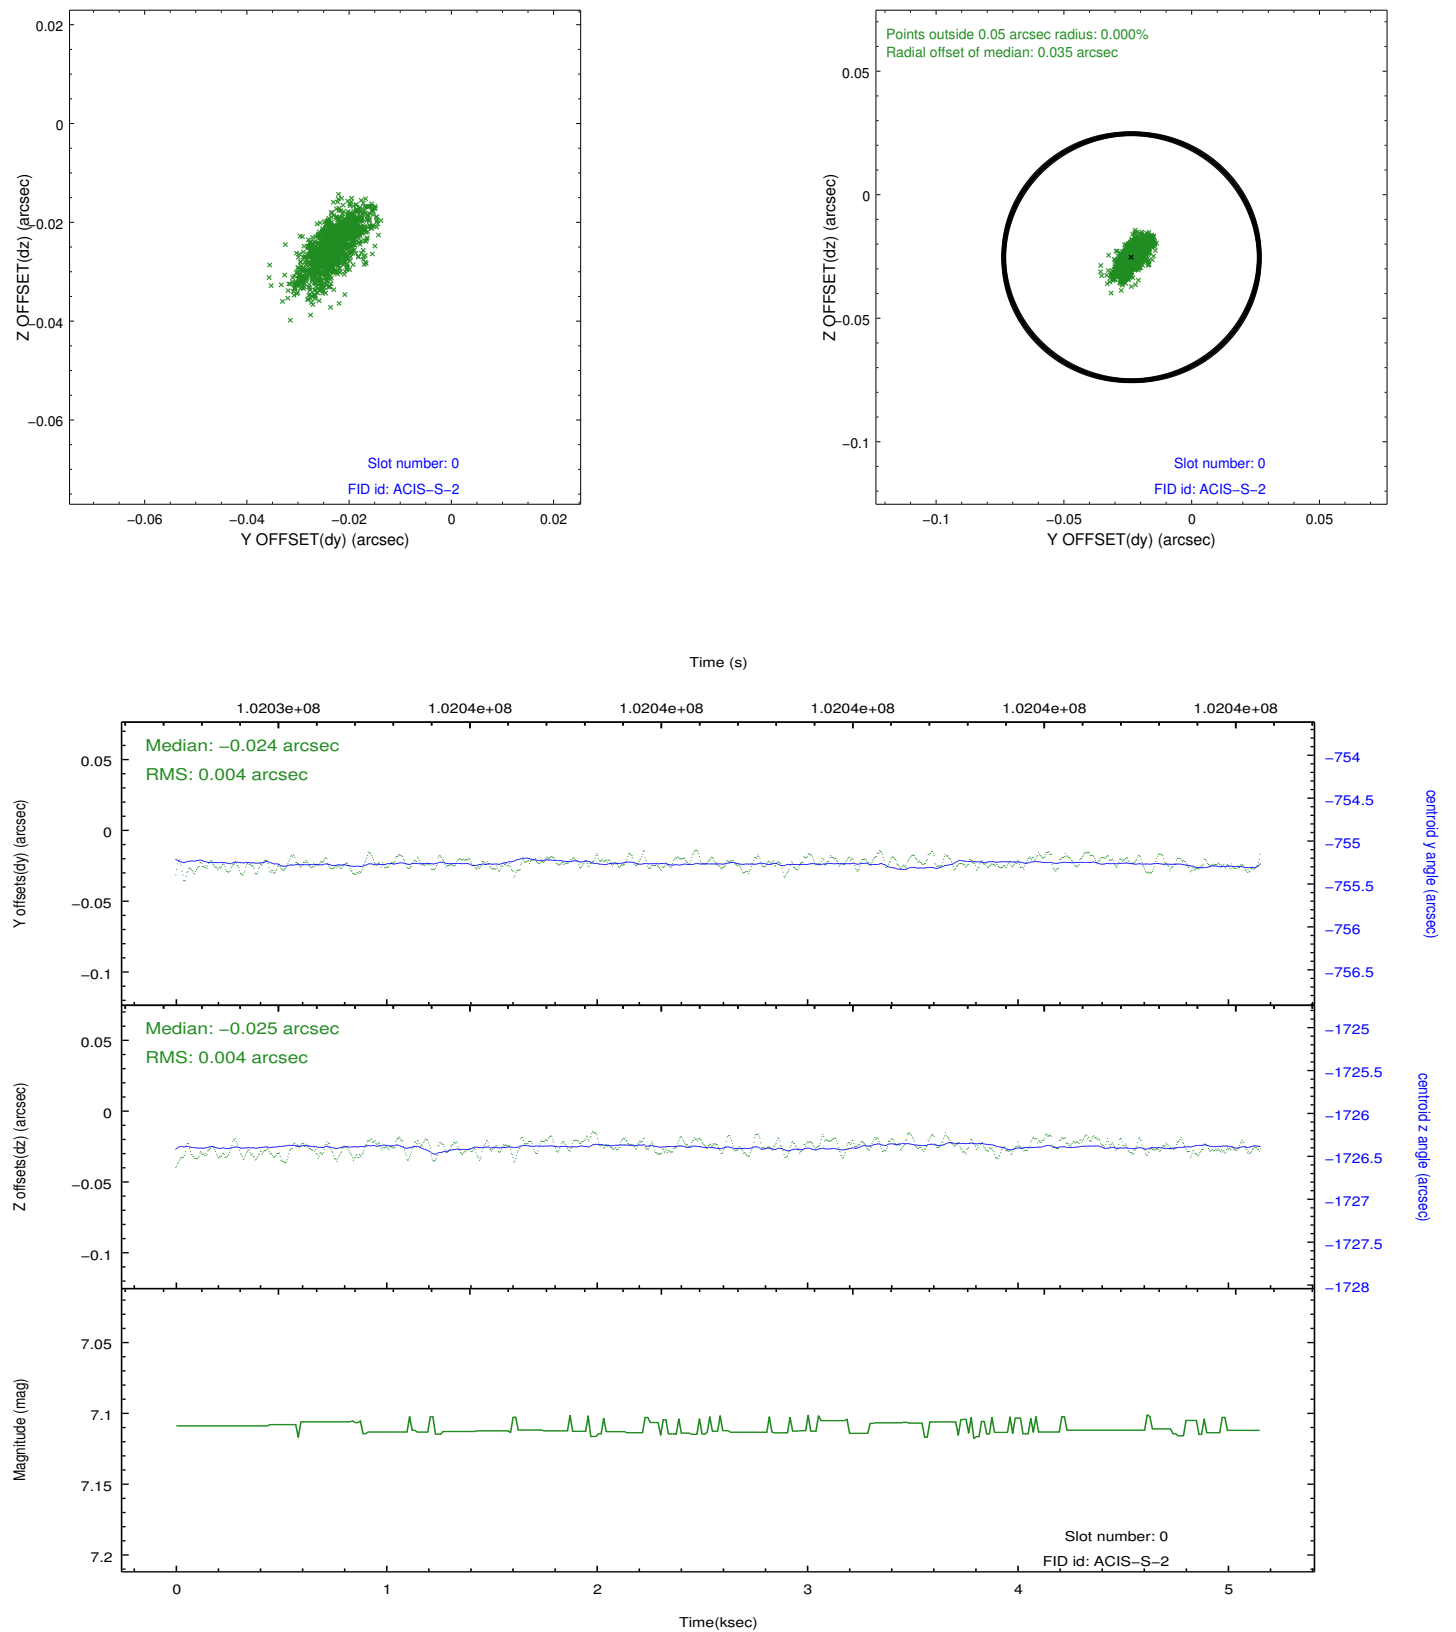 0.02
0
−0.02
−0.04
−0.06
Z OFFSET(dz) (arcsec)
Slot number: 0
FID id: ACIS−S−2
−0.06
−0.04
−0.02
0
0.02
Y OFFSET(dy) (arcsec)
Points outside 0.05 arcsec radius: 0.000%
Radial offset of median: 0.035 arcsec
0.05
0
−0.05
−0.1
Z OFFSET(dz) (arcsec)
Slot number: 0
FID id: ACIS−S−2
−0.1
−0.05
0
0.05
Y OFFSET(dy) (arcsec)
Time (s)
1.0203e+08
1.0204e+08
1.0204e+08
1.0204e+08
1.0204e+08
1.0204e+08
Median: −0.024 arcsec
RMS: 0.004 arcsec
0.05
0
−0.05
−0.1
Y offsets(dy) (arcsec)
−754
−754.5
−755
−755.5
−756
−756.5
centroid y angle (arcsec)
Median: −0.025 arcsec
RMS: 0.004 arcsec
0.05
0
−0.05
−0.1
Z offsets(dz) (arcsec)
−1725
−1725.5
−1726
−1726.5
−1727
−1727.5
−1728
centroid z angle (arcsec)
7.05
7.1
7.15
7.2
Magnitude (mag)
Slot number: 0
FID id: ACIS−S−2
0
1
2
3
4
5
Time(ksec)